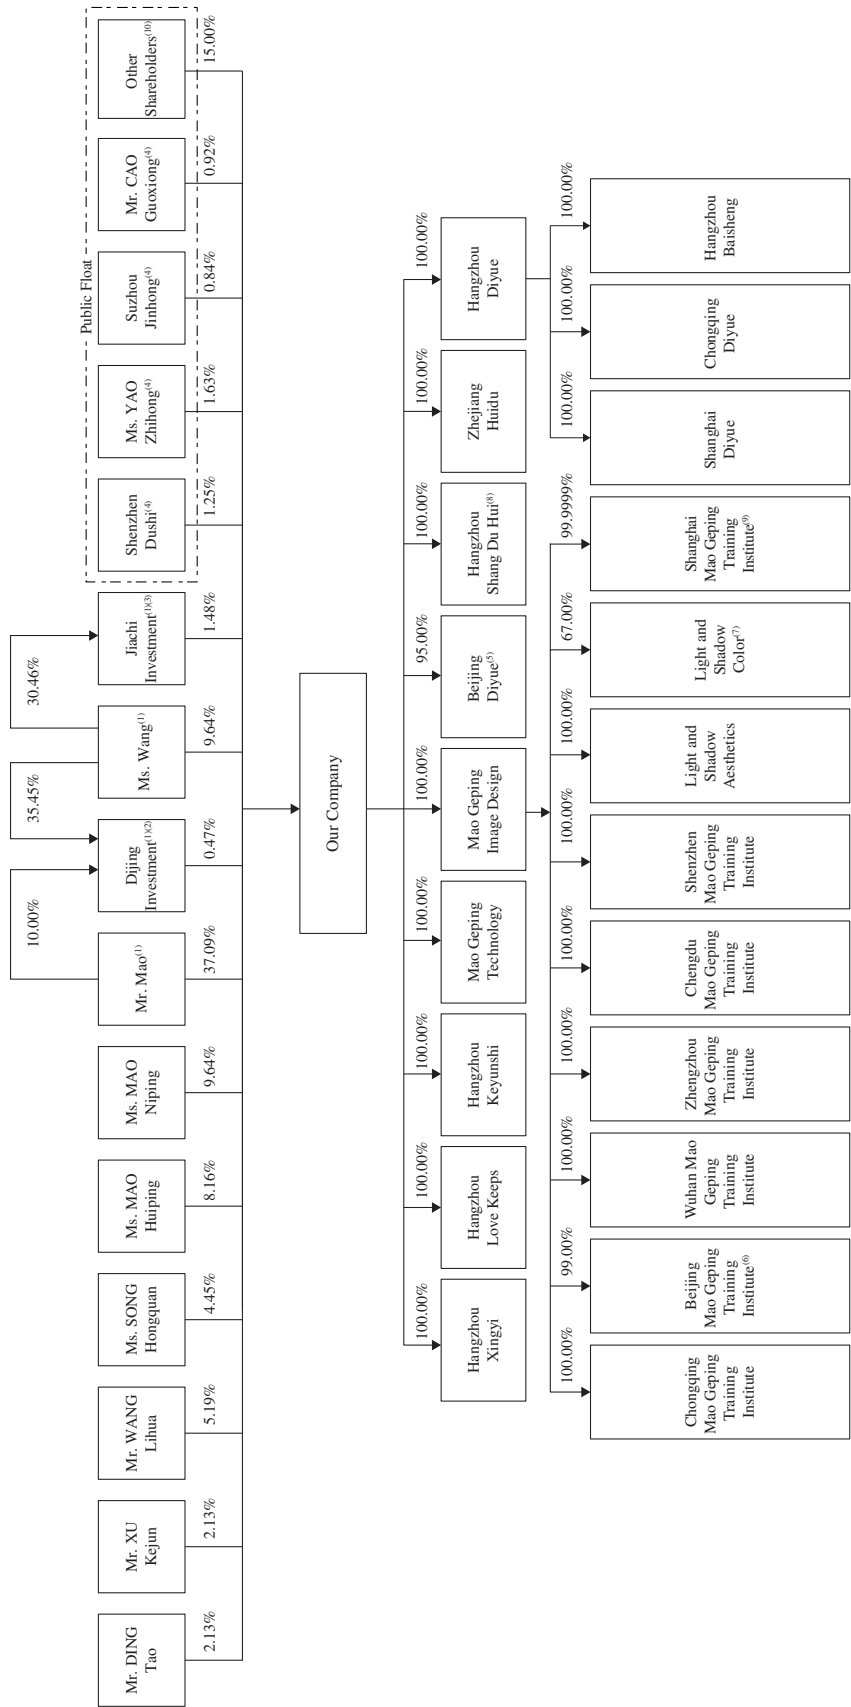 10.00%
35.45%
30.46%
Public Float
Mr. DING
Tao
Mr. XU
Kejun
Mr. WANG
Lihua
Ms. SONG
Hongquan
Ms. MAO
Huiping
Ms. MAO
Niping
Mr. Mao(1)
Dijing
Investment(1)(2)
Ms. Wang(1)
Jiachi
Investment(1)(3)
Shenzhen
Dushi(4)
Ms. YAO
Zhihong(4)
Suzhou
Jinhong(4)
Mr. CAO
Guoxiong(4)
Other
Shareholders(10)
2.13%
2.13%
5.19%
4.45%
8.16%
9.64%
37.09%
0.47%
9.64%
1.48%
1.25%
1.63%
0.84%
0.92%
15.00%
Our Company
100.00%
100.00%
100.00%
100.00%
100.00%
95.00%
100.00%
100.00%
100.00%
Hangzhou
Xingyi
Hangzhou
Love Keeps
Hangzhou
Keyunshi
Mao Geping
Technology
Mao Geping
Image Design
Beijing
Diyue(5)
Hangzhou
Shang Du Hui(8)
Zhejiang
Huidu
Hangzhou
Diyue
100.00%
99.00%
100.00%
100.00%
100.00%
100.00%
100.00%
67.00%
99.9999%
100.00%
100.00%
100.00%
Chongqing
Mao Geping
Training
Institute
Beijing
Mao Geping
Training
Institute(6)
Wuhan Mao
Geping
Training
Institute
Zhengzhou
Mao Geping
Training
Institute
Chengdu
Mao Geping
Training
Institute
Shenzhen
Mao Geping
Training
Institute
Light and
Shadow
Aesthetics
Light and
Shadow
Color(7)
Shanghai
Mao Geping
Training
Institute(9)
Shanghai
Diyue
Chongqing
Diyue
Hangzhou
Baisheng